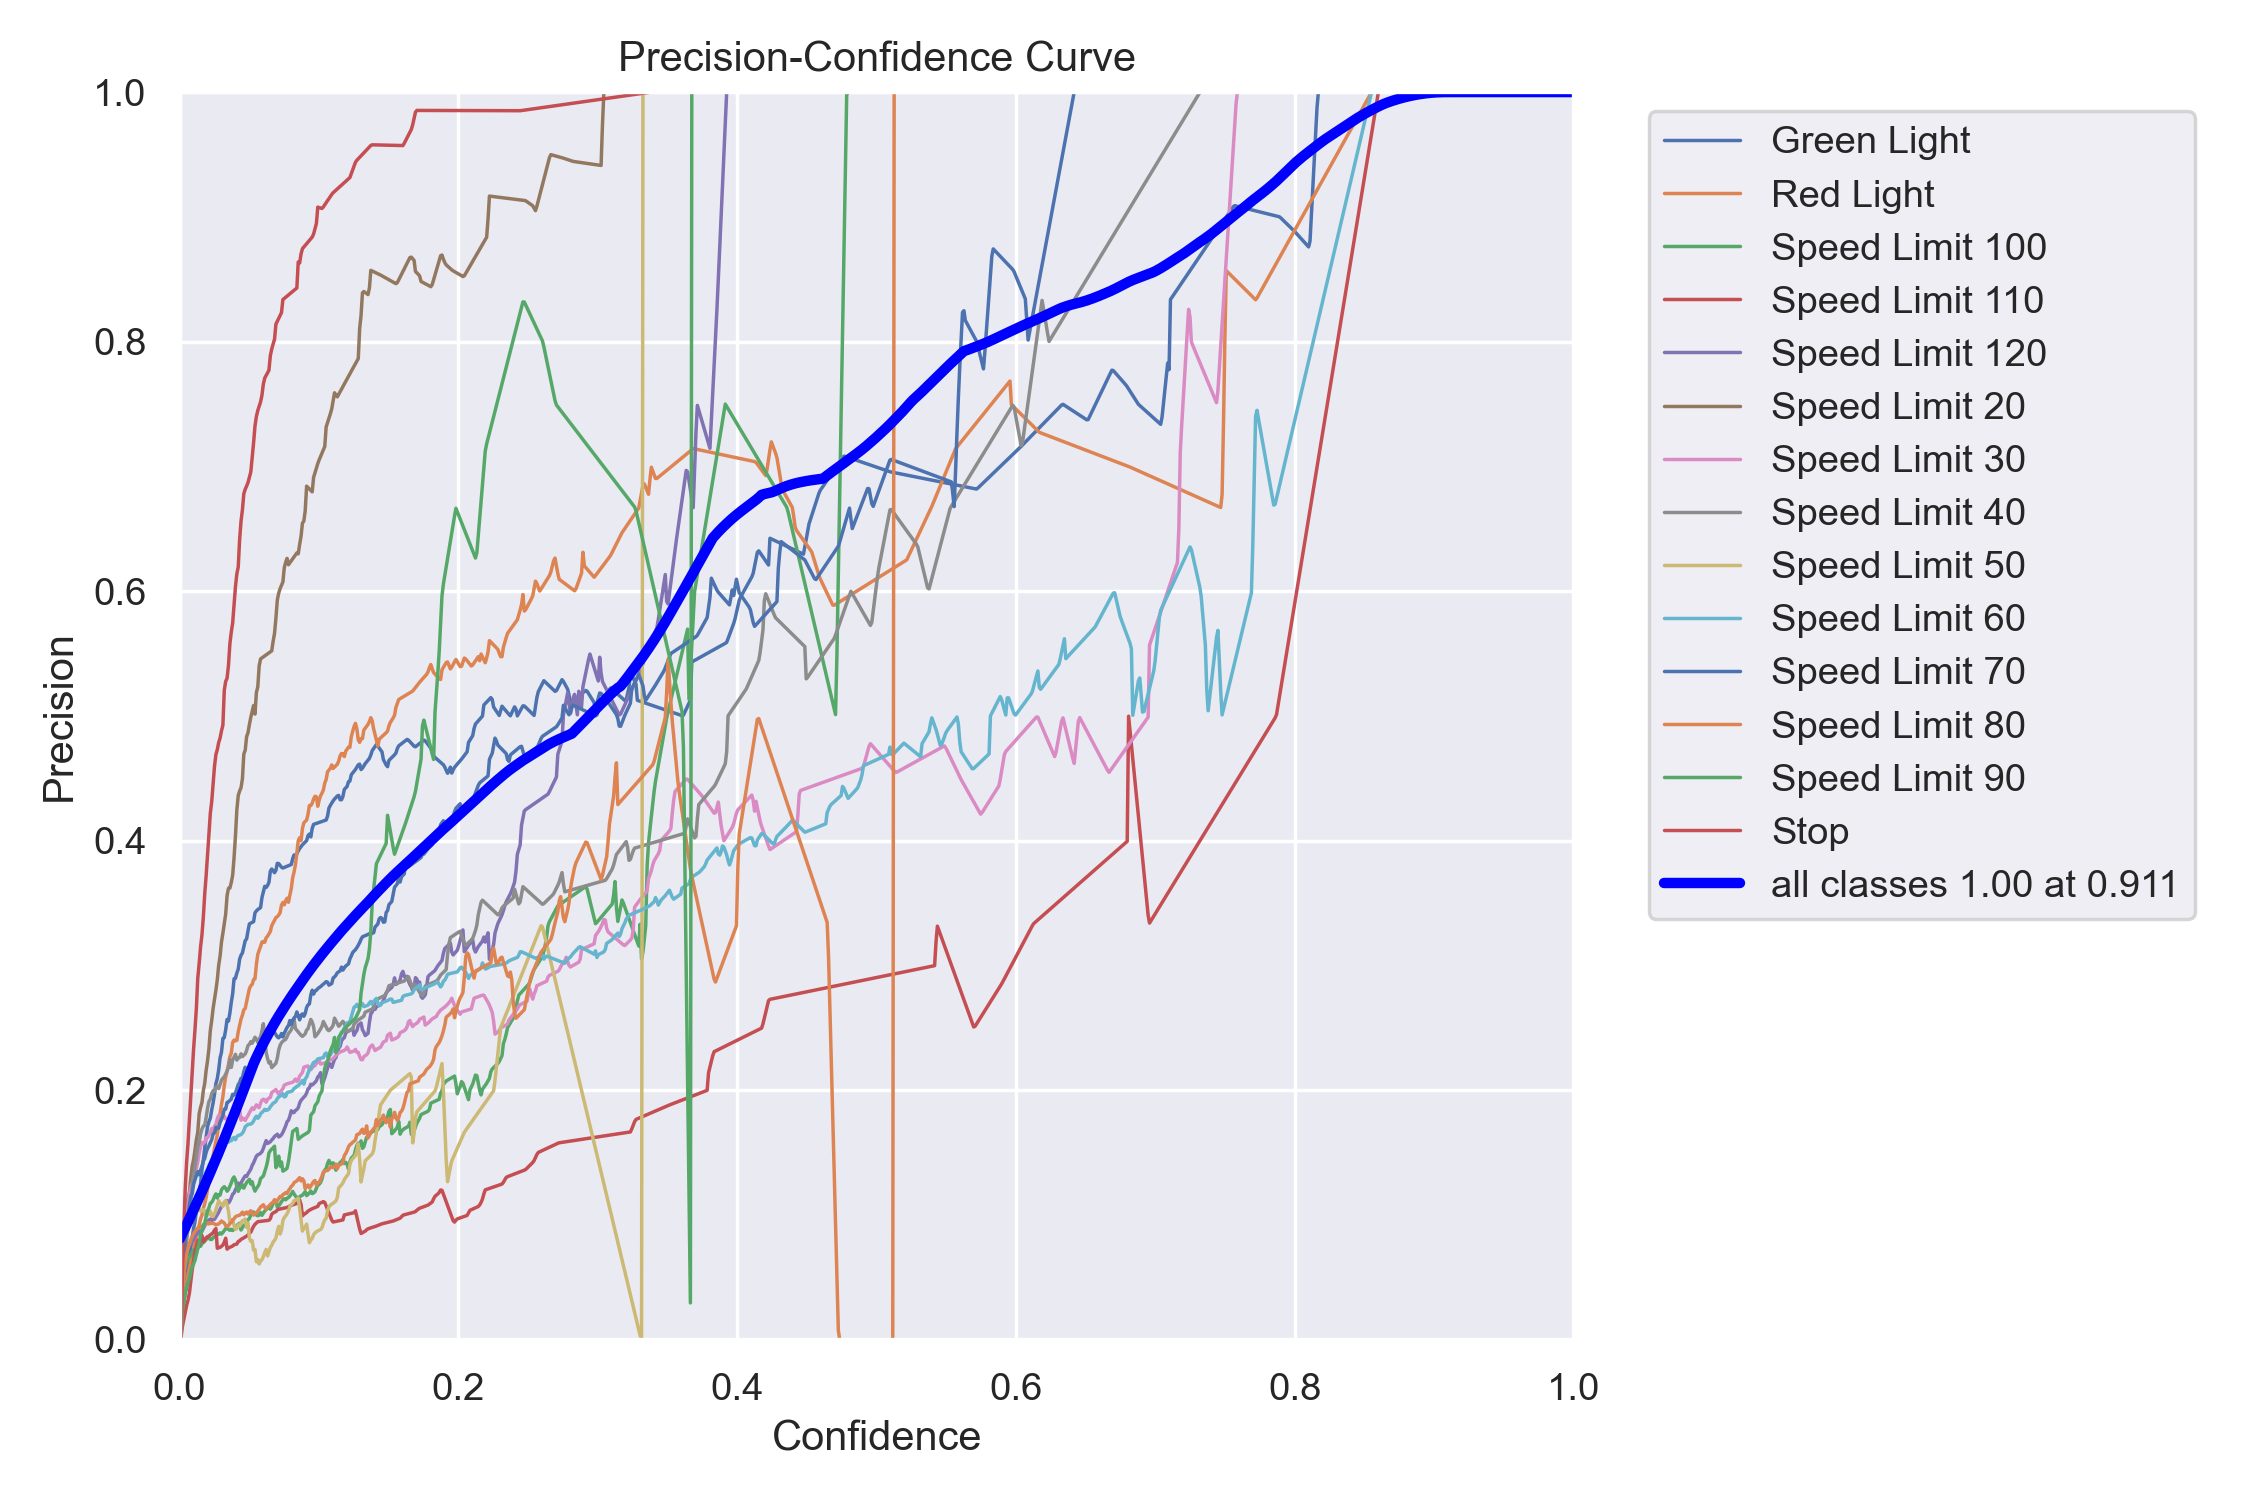 Precision-Confidence Curve
1.0
0.8
0.6
0.4
0.2
0.0
Precision
0.0 0.2 0.4 0.6 0.8 1.0
Confidence
Green Light
Red Light
Speed Limit 100
Speed Limit 110
Speed Limit 120
Speed Limit 20
Speed Limit 30
Speed Limit 40
Speed Limit 50
Speed Limit 60
Speed Limit 70
Speed Limit 80
Speed Limit 90
Stop
all classes 1.00 at 0.911